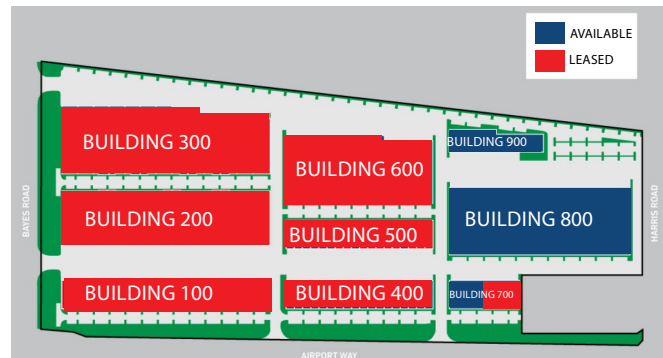 AVAILABLE
LEASED
BUILDING 300
BUILDING 900
BUILDING 600
BUILDING 200
BUILDING 800
BUILDING 500
BUILDING 100
BUILDING 400
BUILDING 700
BAYES ROAD
HARRIS ROAD
AIRPORT WAY